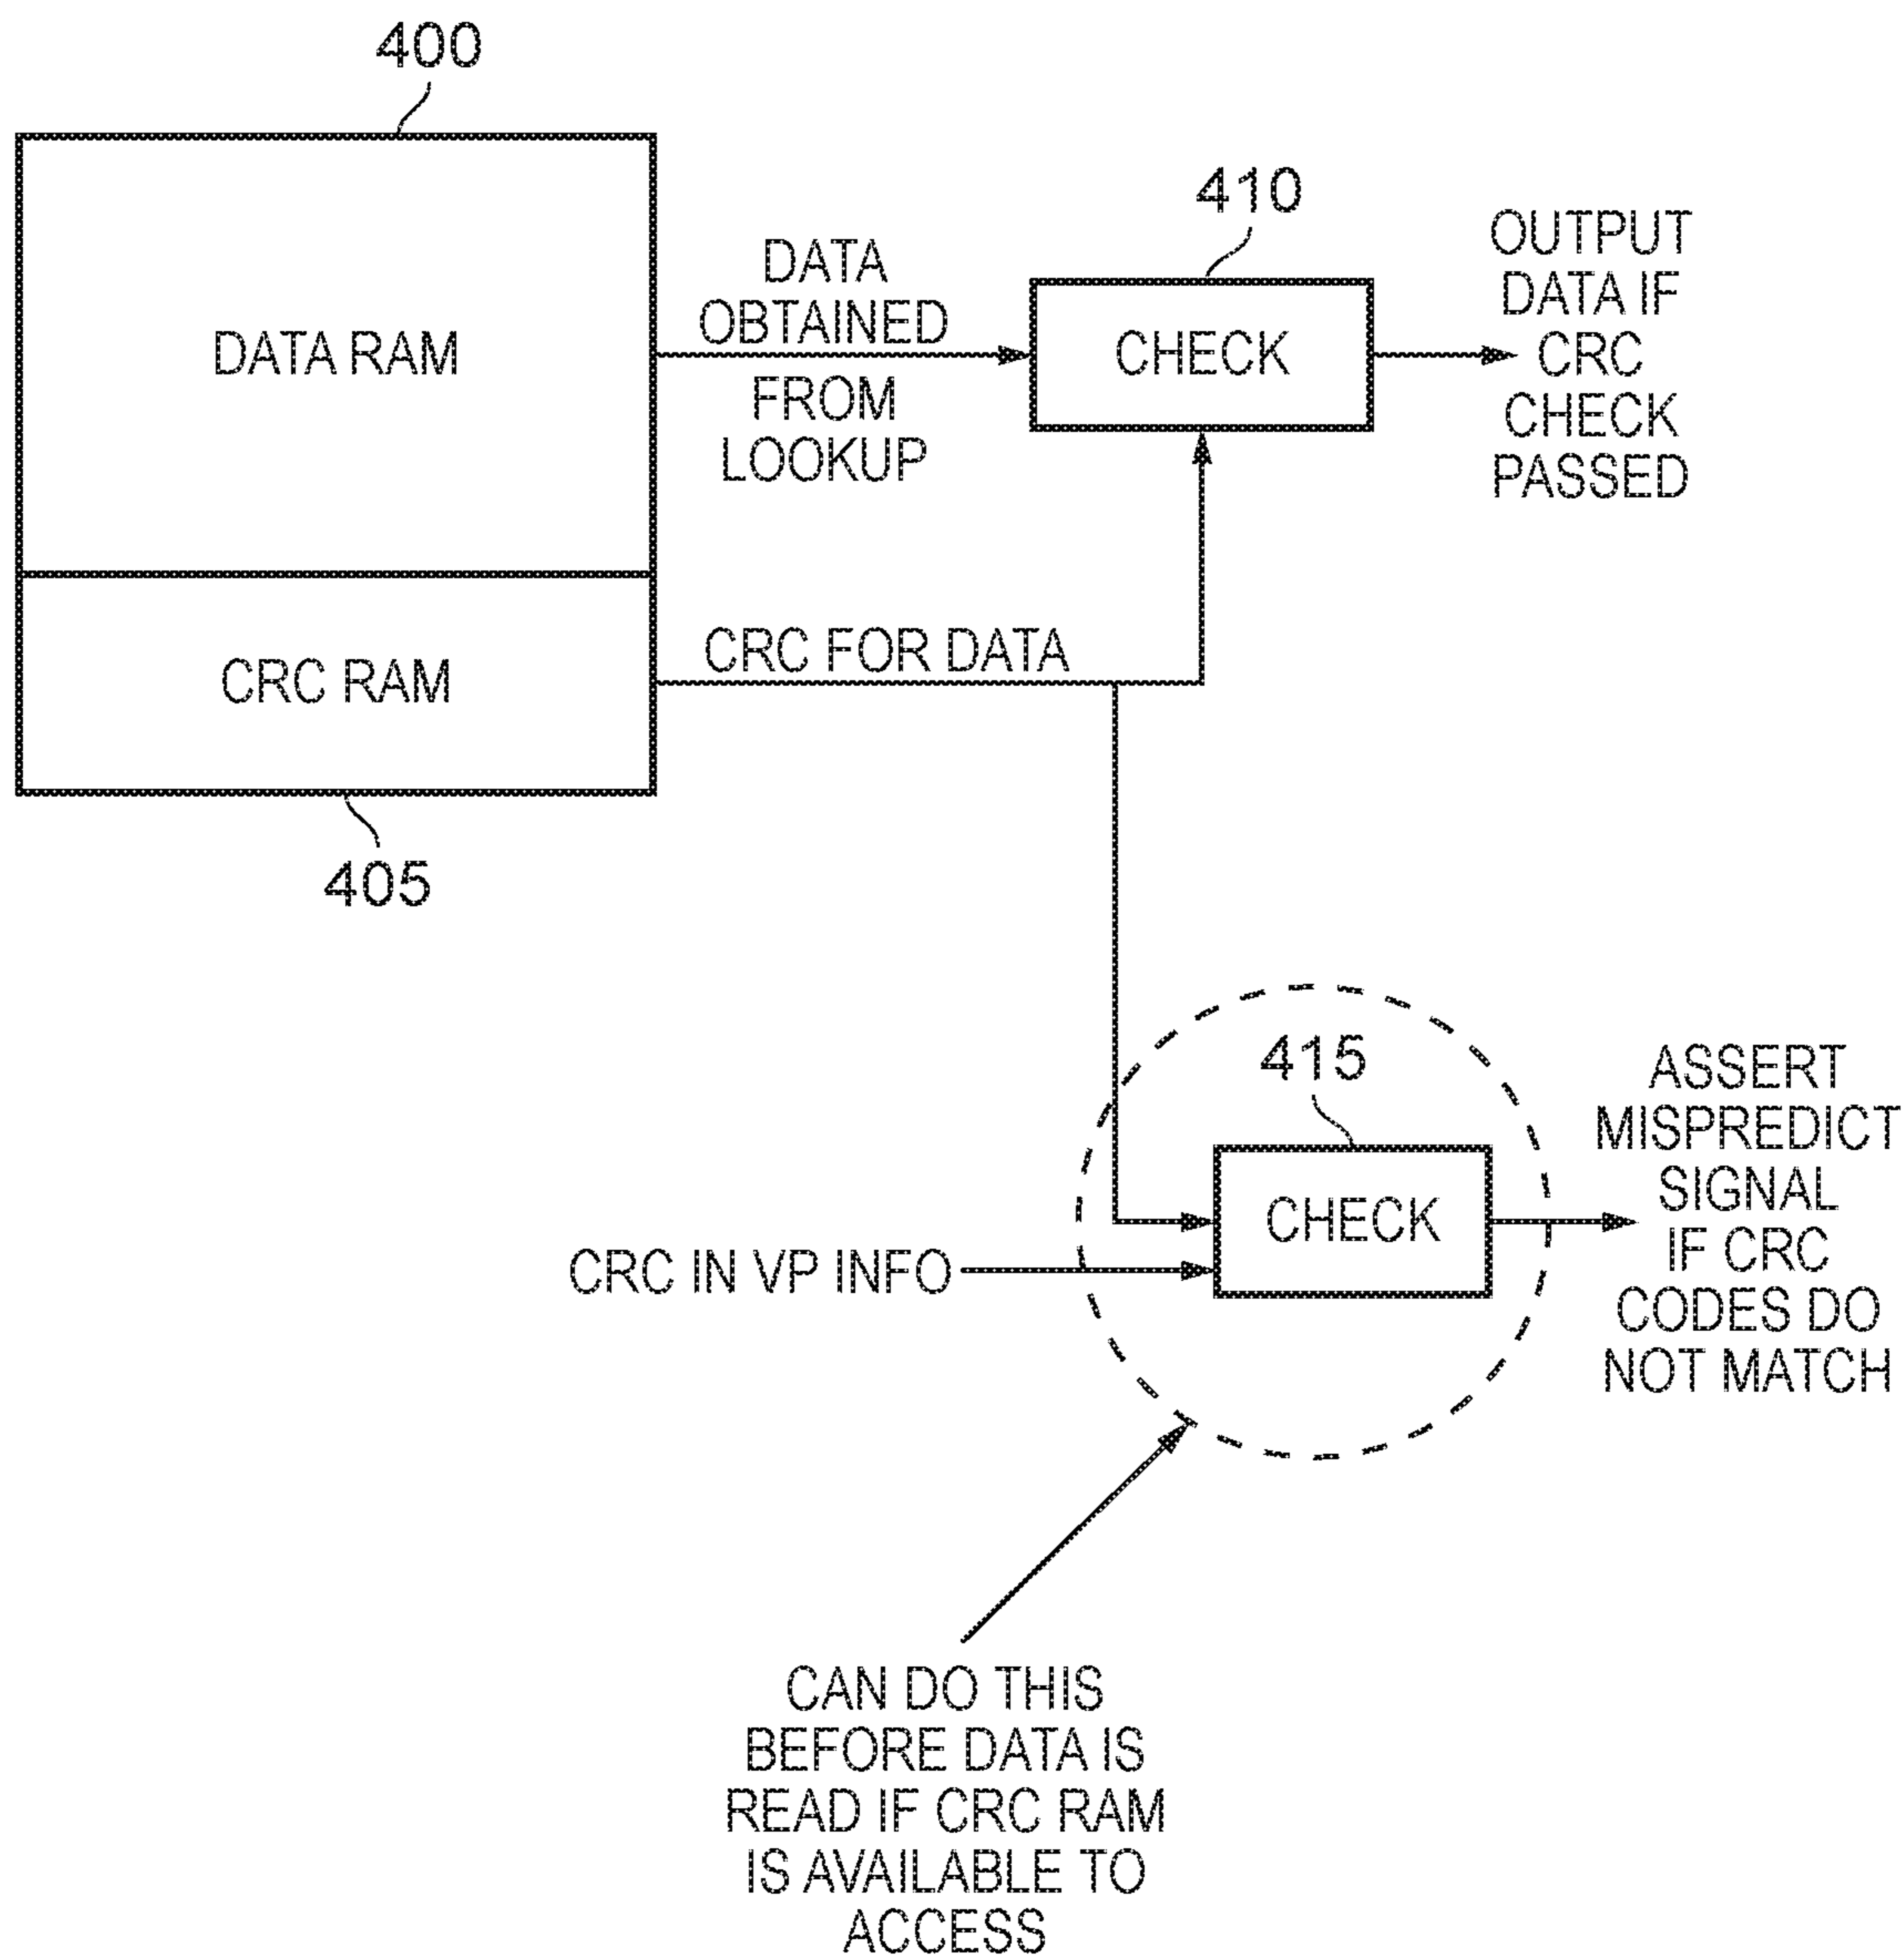 400
DATA RAM
CRC RAM
405
DATA
OBTAINED
FROM
LOOKUP
410
CHECK
OUTPUT
DATA IF
CRC
CHECK
PASSED
CRC FOR DATA
415
CHECK
CRC IN VP INFO
ASSERT
MISPREDICT
SIGNAL
IF CRC
CODES DO
NOT MATCH
CAN DO THIS
BEFORE DATA IS
READ IF CRC RAM
IS AVAILABLE TO
ACCESS